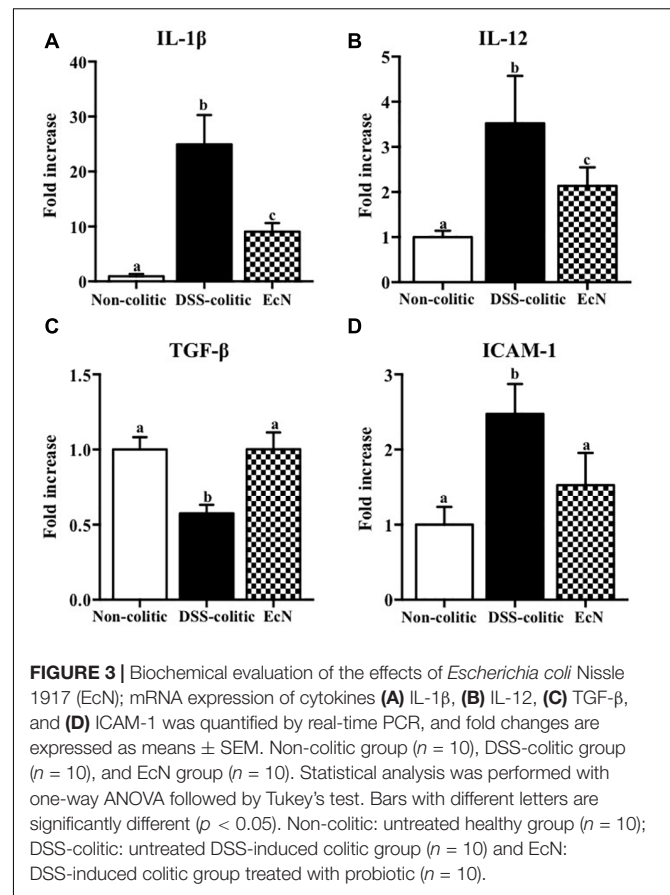 A
IL-1β
Fold increase
40
30
20
10
0
a
b
c
Non-colitic DSS-colitic EcN
B
IL-12
Fold increase
5
4
3
2
1
0
a
b
c
Non-colitic DSS-colitic EcN
C
TGF-β
Fold increase
1.5
1.0
0.5
0.0
a
b
a
Non-colitic DSS-colitic EcN
D
ICAM-1
Fold increase
3
2
1
0
a
b
a
Non-colitic DSS-colitic EcN
FIGURE 3 | Biochemical evaluation of the effects of Escherichia coli Nissle
1917 (EcN); mRNA expression of cytokines (A) IL-1β, (B) IL-12, (C) TGF-β,
and (D) ICAM-1 was quantified by real-time PCR, and fold changes are
expressed as means ± SEM. Non-colitic group (n = 10), DSS-colitic group
(n = 10), and EcN group (n = 10). Statistical analysis was performed with
one-way ANOVA followed by Tukey's test. Bars with different letters are
significantly different (p < 0.05). Non-colitic: untreated healthy group (n = 10);
DSS-colitic: untreated DSS-induced colitic group (n = 10) and EcN:
DSS-induced colitic group treated with probiotic (n = 10).